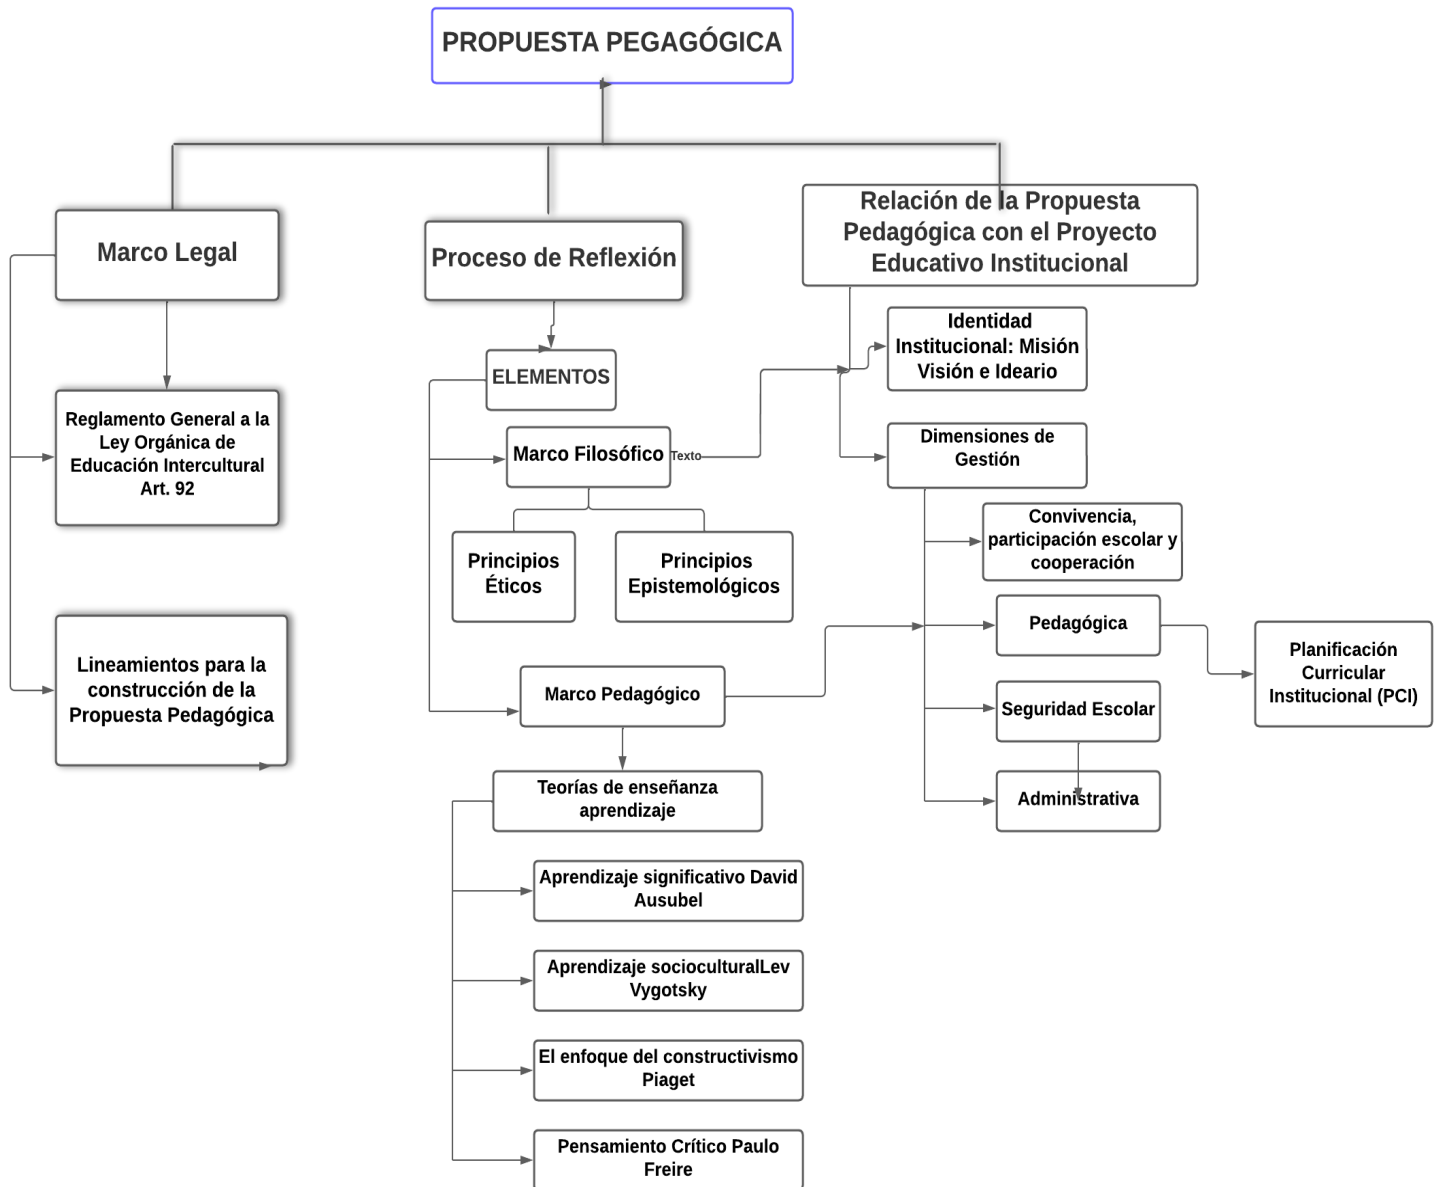 PROPUESTA PEGAGÓGICA
Marco Legal
Reglamento General a la
Ley Orgánica de
Educación Intercultural
Art. 92
Lineamientos para la
construcción de la
Propuesta Pedagógica
Proceso de Reflexión
ELEMENTOS
Marco Filosófico
Texto
Principios
Éticos
Principios
Epistemológicos
Marco Pedagógico
Teorías de enseñanza
aprendizaje
Aprendizaje significativo David
Ausubel
Aprendizaje socioculturalLev
Vygotsky
El enfoque del constructivismo
Piaget
Pensamiento Crítico Paulo
Freire
Relación de la Propuesta
Pedagógica con el Proyecto
Educativo Institucional
Identidad
Institucional: Misión
Visión e Ideario
Dimensiones de
Gestión
Convivencia,
participación escolar y
cooperación
Pedagógica
Planificación
Curricular
Institucional (PCI)
Seguridad Escolar
Administrativa